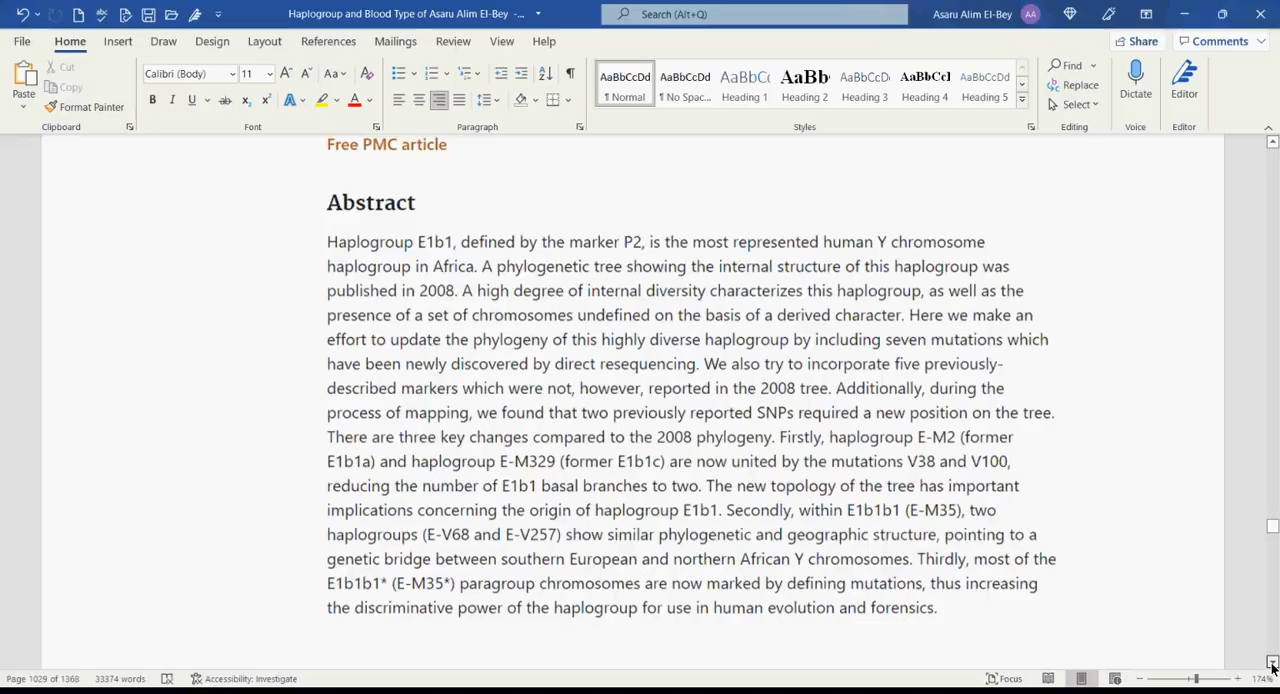 Haplogroup and Blood Type of Asaru Alim El-Bey -...
Search (Alt+Q)
Asaru Alim El-Bey AA
File Home Insert Draw Design Layout References Mailings Review View Help
Share Comments
Paste
Cut
Copy
Format Painter
Clipboard
Calibri (Body) 11
Font
Paragraph
AaBbCcDd AaBbCcDd AaBbC( AaBb( AaBbCcDd AaBbCcI AaBbCcDd
¶ Normal ¶ No Spac... Heading 1 Heading 2 Heading 3 Heading 4 Heading 5
Styles
Find
Replace
Select
Editing
Dictate
Voice
Editor
Editor
Free PMC article
Abstract
Haplogroup E1b1, defined by the marker P2, is the most represented human Y chromosome
haplogroup in Africa. A phylogenetic tree showing the internal structure of this haplogroup was
published in 2008. A high degree of internal diversity characterizes this haplogroup, as well as the
presence of a set of chromosomes undefined on the basis of a derived character. Here we make an
effort to update the phylogeny of this highly diverse haplogroup by including seven mutations which
have been newly discovered by direct resequencing. We also try to incorporate five previously-
described markers which were not, however, reported in the 2008 tree. Additionally, during the
process of mapping, we found that two previously reported SNPs required a new position on the tree.
There are three key changes compared to the 2008 phylogeny. Firstly, haplogroup E-M2 (former
E1b1a) and haplogroup E-M329 (former E1b1c) are now united by the mutations V38 and V100,
reducing the number of E1b1 basal branches to two. The new topology of the tree has important
implications concerning the origin of haplogroup E1b1. Secondly, within E1b1b1 (E-M35), two
haplogroups (E-V68 and E-V257) show similar phylogenetic and geographic structure, pointing to a
genetic bridge between southern European and northern African Y chromosomes. Thirdly, most of the
E1b1b1* (E-M35*) paragroup chromosomes are now marked by defining mutations, thus increasing
the discriminative power of the haplogroup for use in human evolution and forensics.
Page 1029 of 1368 33374 words Accessibility: Investigate Focus 174%